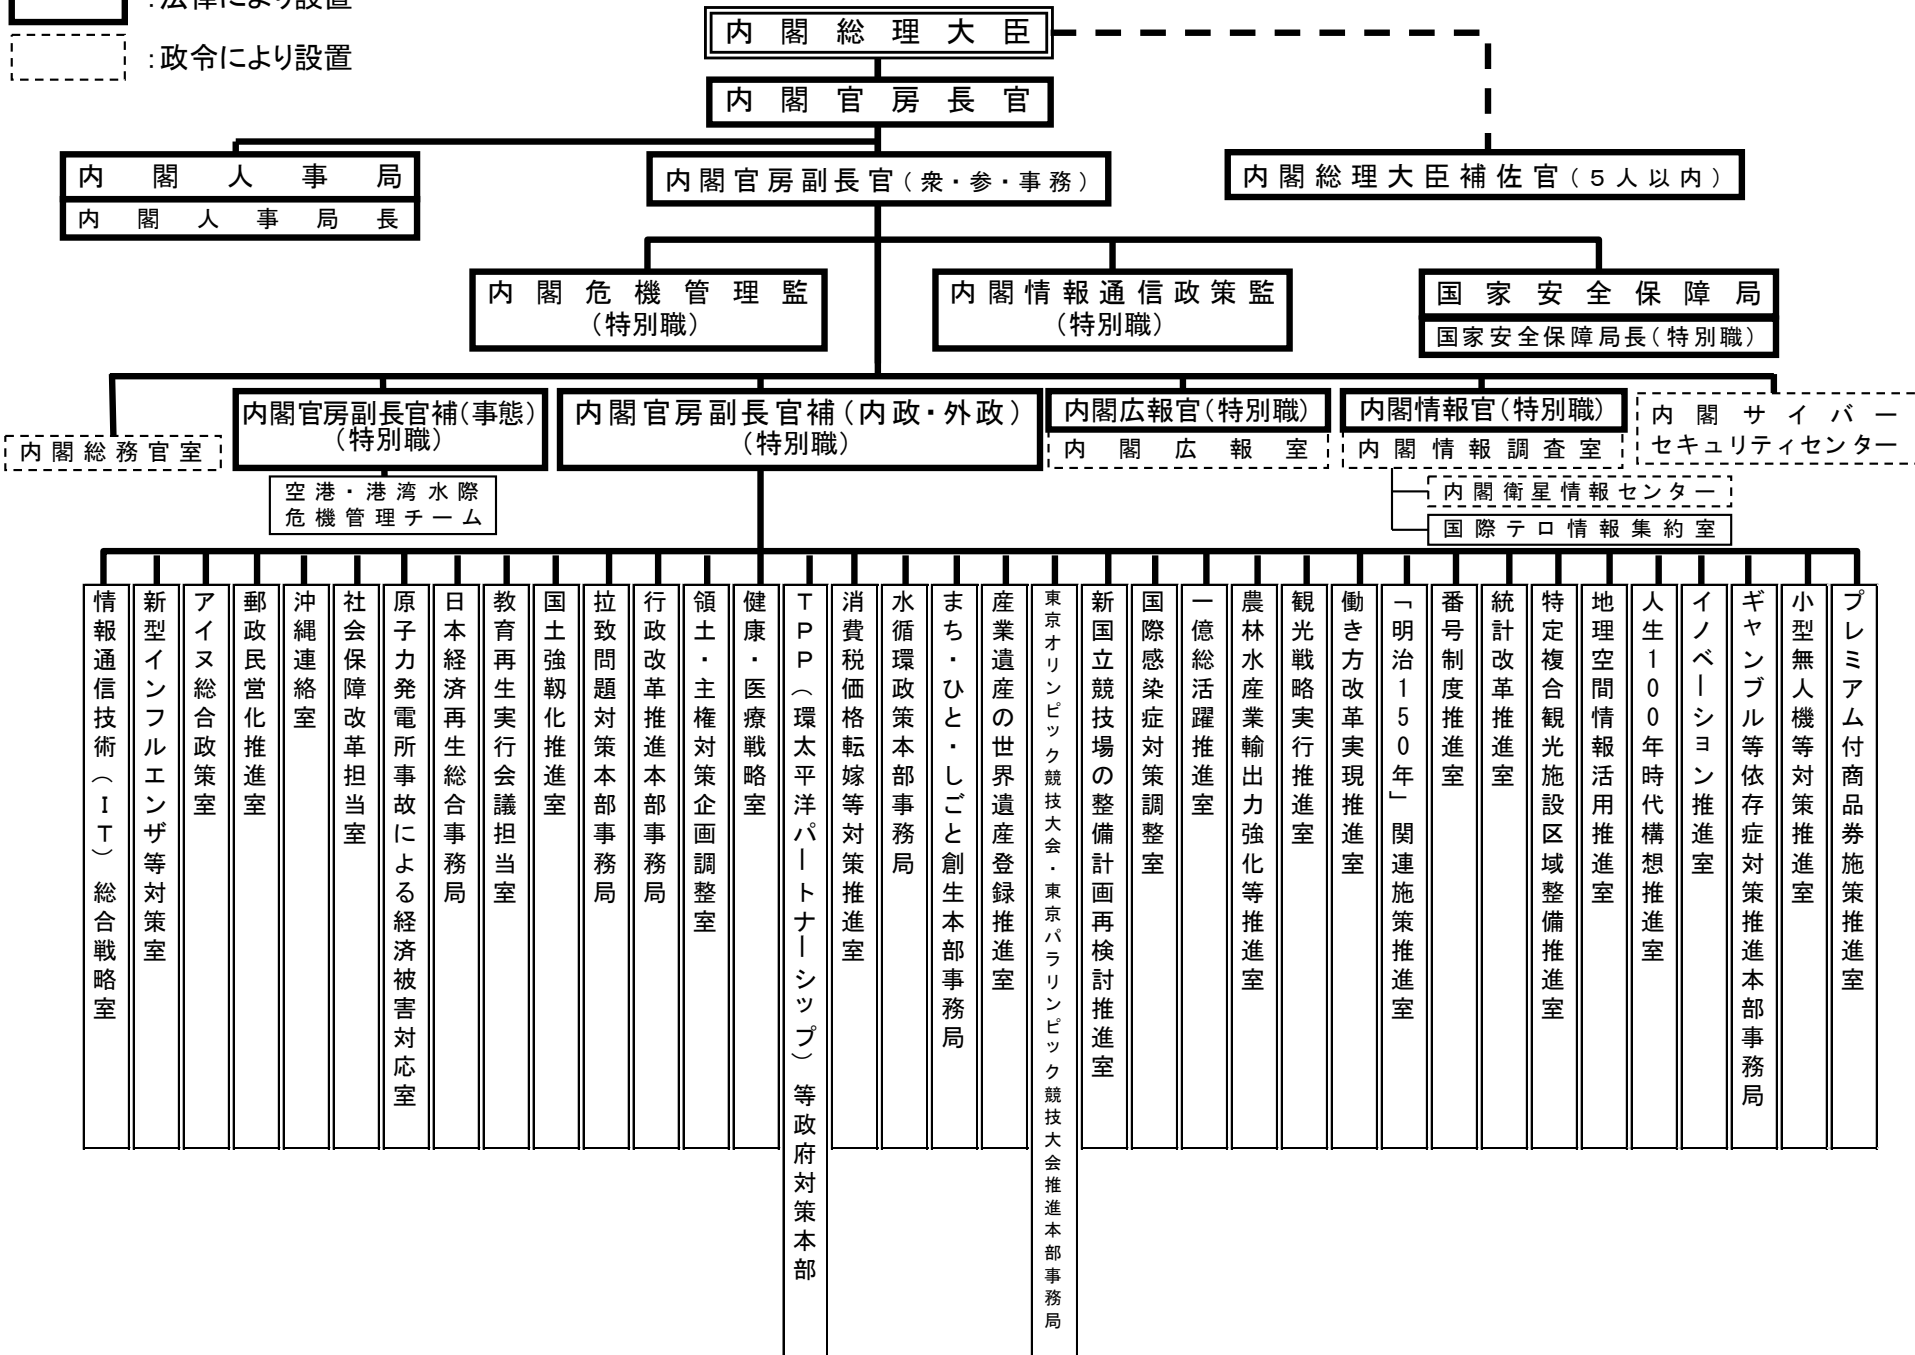 ：法律により設置
：政令により設置
内閣総理大臣
内閣官房長官
内閣人事局
内閣人事局長
内閣官房副長官（衆・参・事務）
内閣総理大臣補佐官（５人以内）
内閣危機管理監
（特別職）
内閣情報通信政策監
（特別職）
国家安全保障局
国家安全保障局長（特別職）
内閣総務官室
内閣官房副長官補（事態）
（特別職）
空港・港湾水際
危機管理チーム
内閣官房副長官補（内政・外政）
（特別職）
内閣広報官（特別職）
内閣広報室
内閣情報官（特別職）
内閣情報調査室
内閣衛星情報センター
国際テロ情報集約室
内閣サイバー
セキュリティセンター
情報通信技術（ＩＴ）総合戦略室
新型インフルエンザ等対策室
アイヌ総合政策室
郵政民営化推進室
沖縄連絡室
社会保障改革担当室
原子力発電所事故による経済被害対応室
日本経済再生総合事務局
教育再生実行会議担当室
国土強靱化推進室
拉致問題対策本部事務局
行政改革推進本部事務局
領土・主権対策企画調整室
健康・医療戦略室
ＴＰＰ（環太平洋パートナーシップ）等政府対策本部
消費税価格転嫁等対策推進室
水循環政策本部事務局
まち・ひと・しごと創生本部事務局
産業遺産の世界遺産登録推進室
東京オリンピック競技大会・東京パラリンピック競技大会推進本部事務局
新国立競技場の整備計画再検討推進室
国際感染症対策調整室
一億総活躍推進室
農林水産業輸出力強化等推進室
観光戦略実行推進室
働き方改革実現推進室
「明治１５０年」関連施策推進室
番号制度推進室
統計改革推進室
特定複合観光施設区域整備推進室
地理空間情報活用推進室
人生１００年時代構想推進室
イノベーション推進室
ギャンブル等依存症対策推進本部事務局
小型無人機等対策推進室
プレミアム付商品券施策推進室